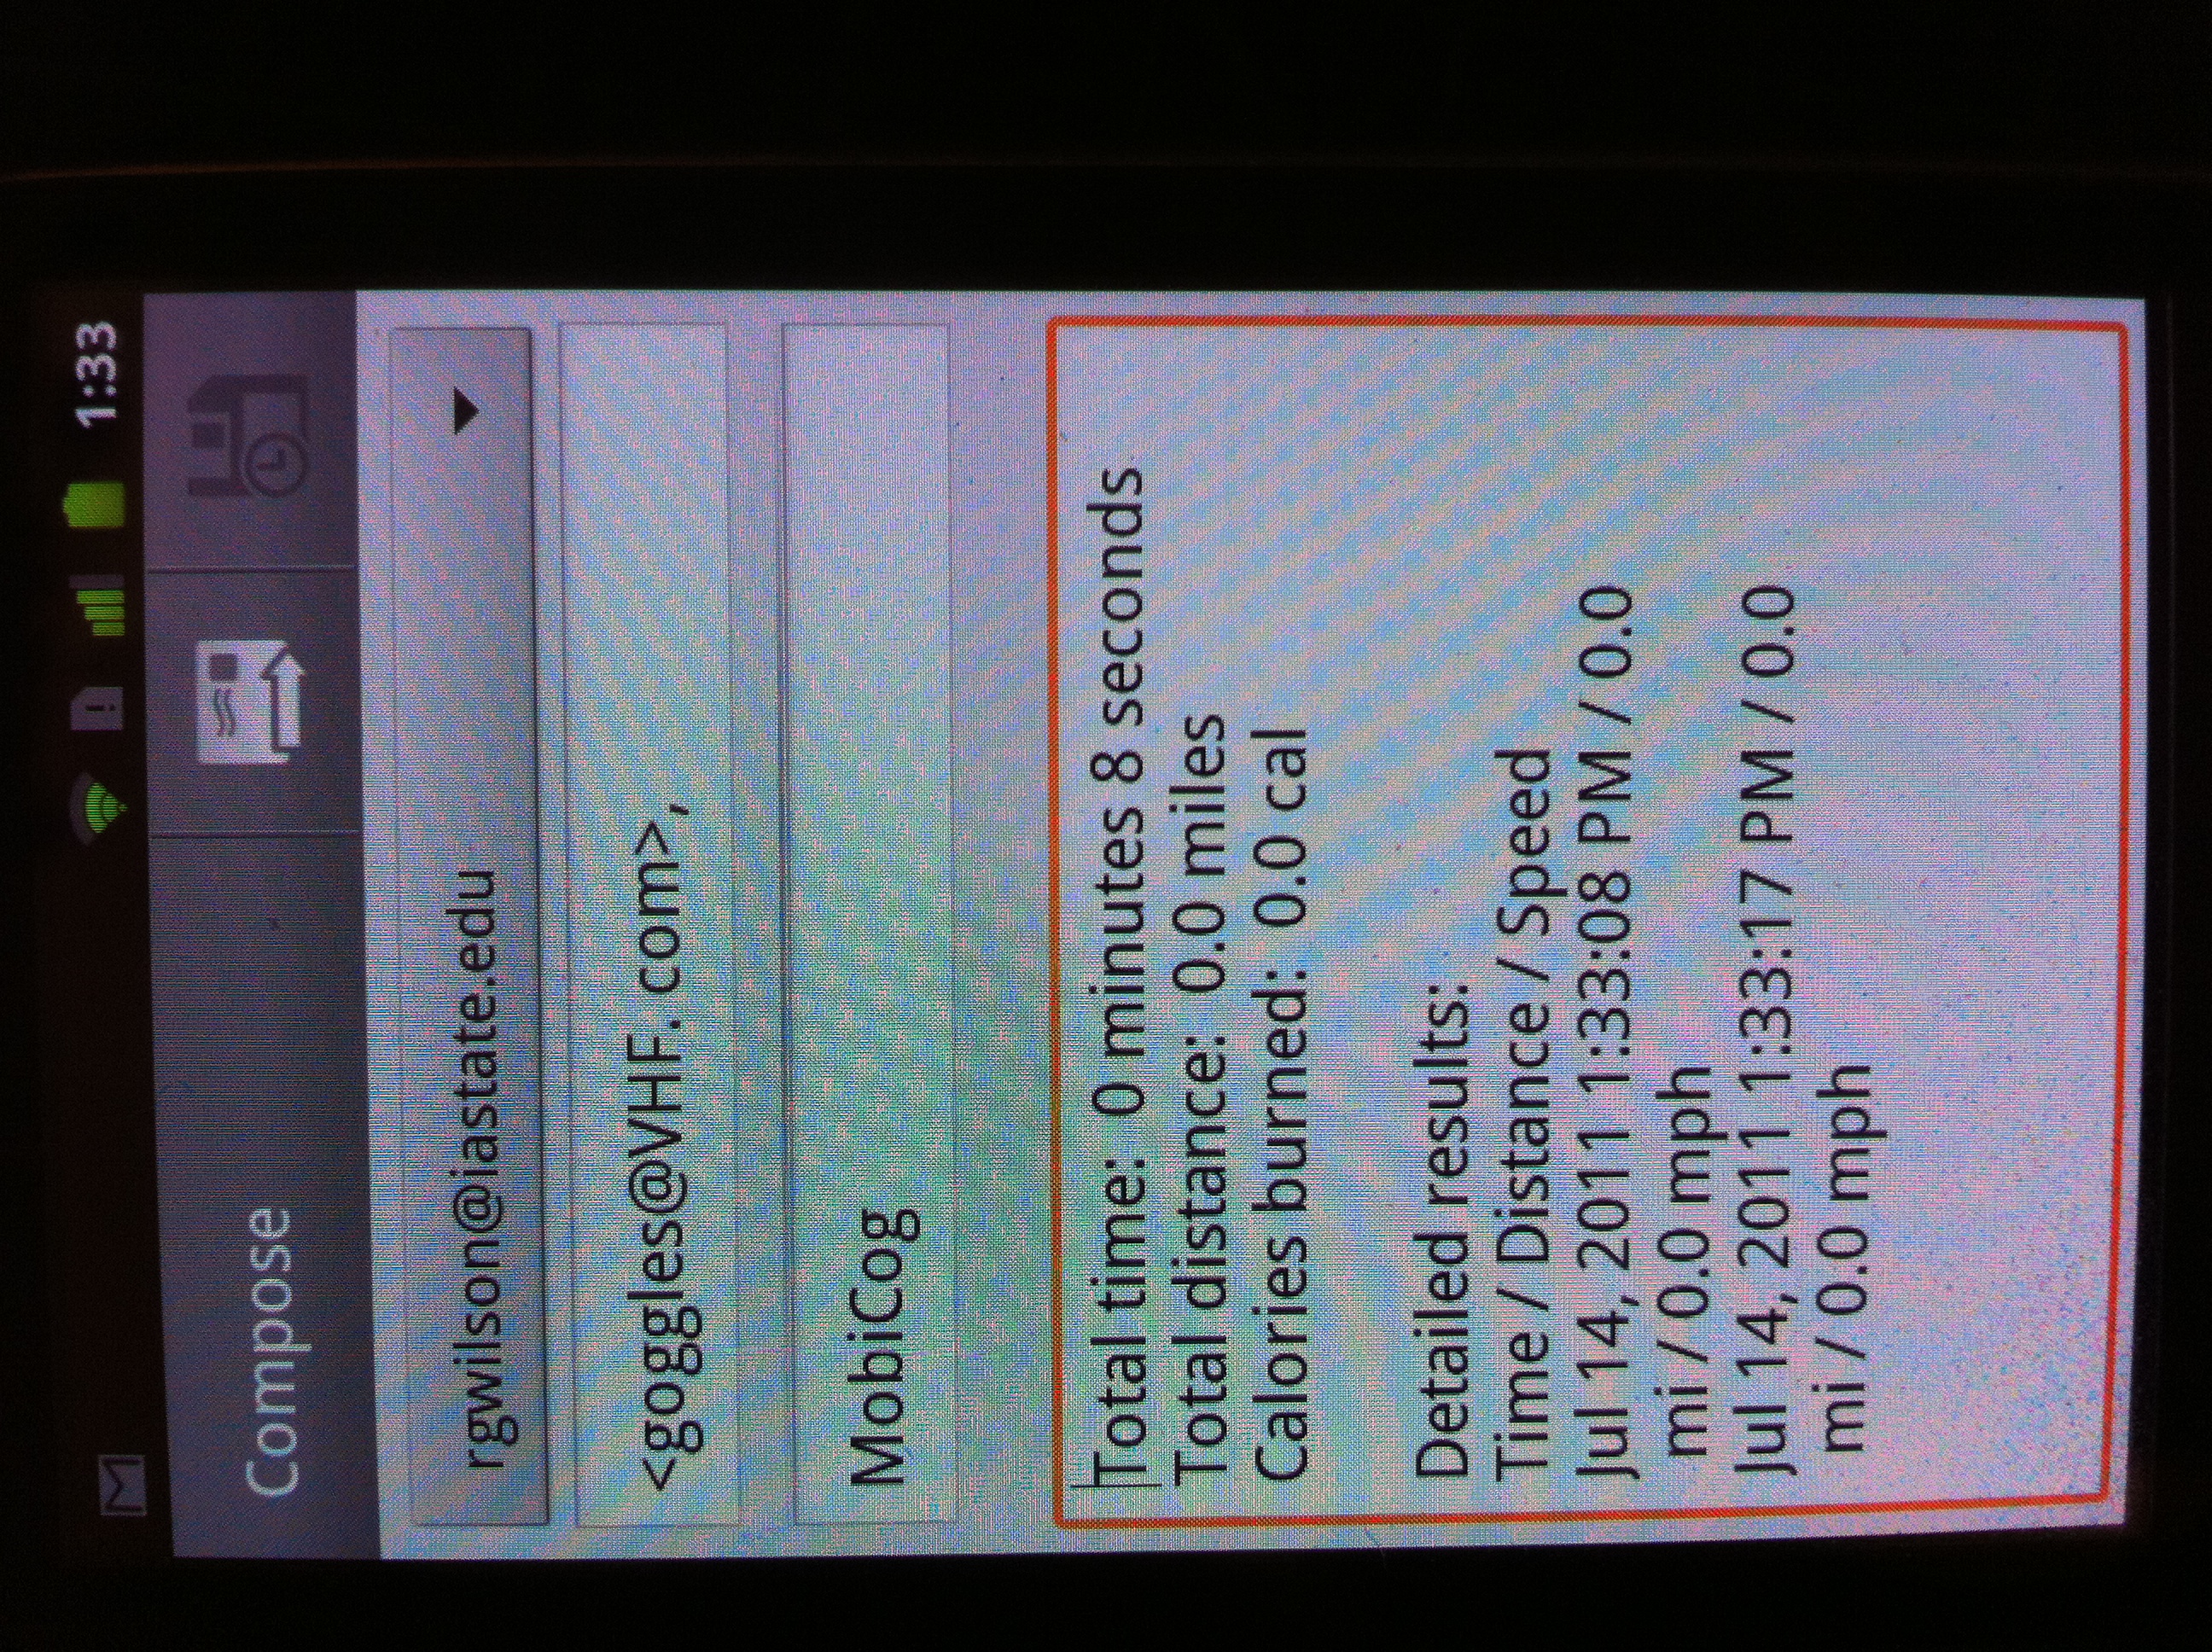 1:33
Compose
rgwilson@iastate.edu
<goggles@VHF. com>,
MobiCog
Total time:  0 minutes 8 seconds
Total distance:  0.0 miles
Calories burned:  0.0 cal
Detailed results:
Time / Distance / Speed
Jul 14, 2011 1:33:08 PM / 0.0
mi / 0.0 mph
Jul 14, 2011 1:33:17 PM / 0.0
mi / 0.0 mph